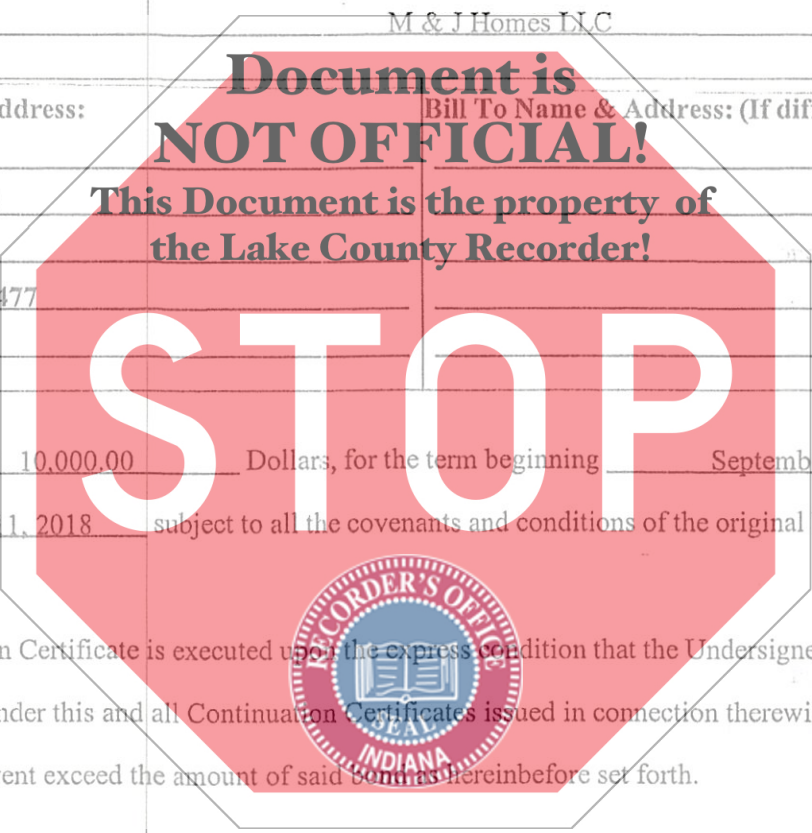 M & J Homes LLC
Document is
ddress: Bill To Name & Address: (If dif
NOT OFFICIAL!
This Document is the property of
the Lake County Recorder!
477
STOP
10,000.00 Dollars, for the term beginning Septemb
1, 2018 subject to all the covenants and conditions of the original
RECORDER'S OFFICE
n Certificate is executed upon the express condition that the Undersigne
nder this and all Continuation Certificates issued in connection therewi
SEAL
INDIANA
ent exceed the amount of said bond as hereinbefore set forth.